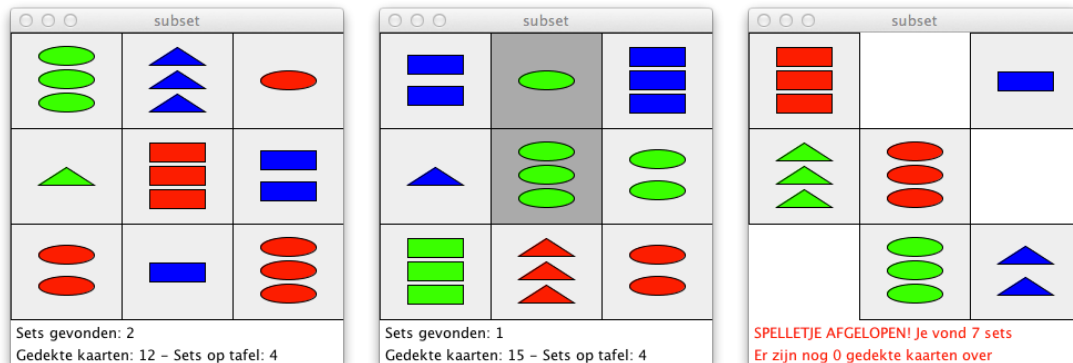 subset
subset
subset
Sets gevonden: 2
Gedekte kaarten: 12 – Sets op tafel: 4
Sets gevonden: 1
Gedekte kaarten: 15 – Sets op tafel: 4
SPELLETJE AFGELOPEN! Je vond 7 sets
Er zijn nog 0 gedekte kaarten over